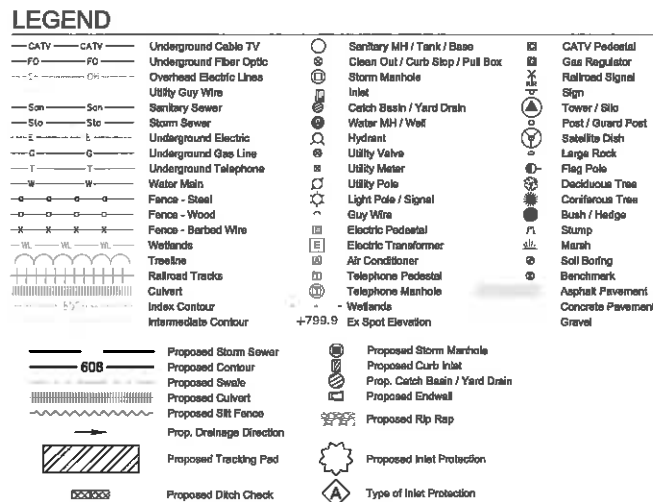 LEGEND
CATV CATV Underground Cable TV
FO FO Underground Fiber Optic
OH Overhead Electric Lines
Utility Guy Wire
San San Sanitary Sewer
Sto Sto Storm Sewer
E E Underground Electric
G G Underground Gas Line
T T Underground Telephone
W W Water Main
Fence - Steel
Fence - Wood
X X X X Fence - Barbed Wire
WL WL WL Wetlands
Treeline
Railroad Tracks
Culvert
Index Contour
Intermediate Contour
Sanitary MH / Tank / Base
Clean Out / Curb Stop / Pull Box
Storm Manhole
Inlet
Catch Basin / Yard Drain
Water MH / Well
Hydrant
Utility Valve
Utility Meter
Utility Pole
Light Pole / Signal
Guy Wire
Electric Pedestal
E Electric Transformer
Air Conditioner
Telephone Pedestal
Telephone Manhole
Wetlands
+799.9 Ex Spot Elevation
CATV Pedestal
Gas Regulator
Railroad Signal
Sign
Tower / Silo
Post / Guard Post
Satellite Dish
Large Rock
Flag Pole
Deciduous Tree
Coniferous Tree
Bush / Hedge
Stump
Marsh
Soil Boring
Benchmark
Asphalt Pavement
Concrete Pavement
Gravel
Proposed Storm Sewer
608 Proposed Contour
Proposed Swale
Proposed Culvert
Proposed Silt Fence
Prop. Drainage Direction
Proposed Tracking Pad
Proposed Ditch Check
Proposed Storm Manhole
Proposed Curb Inlet
Prop. Catch Basin / Yard Drain
Proposed Endwall
Proposed Rip Rap
Proposed Inlet Protection
A Type of Inlet Protection